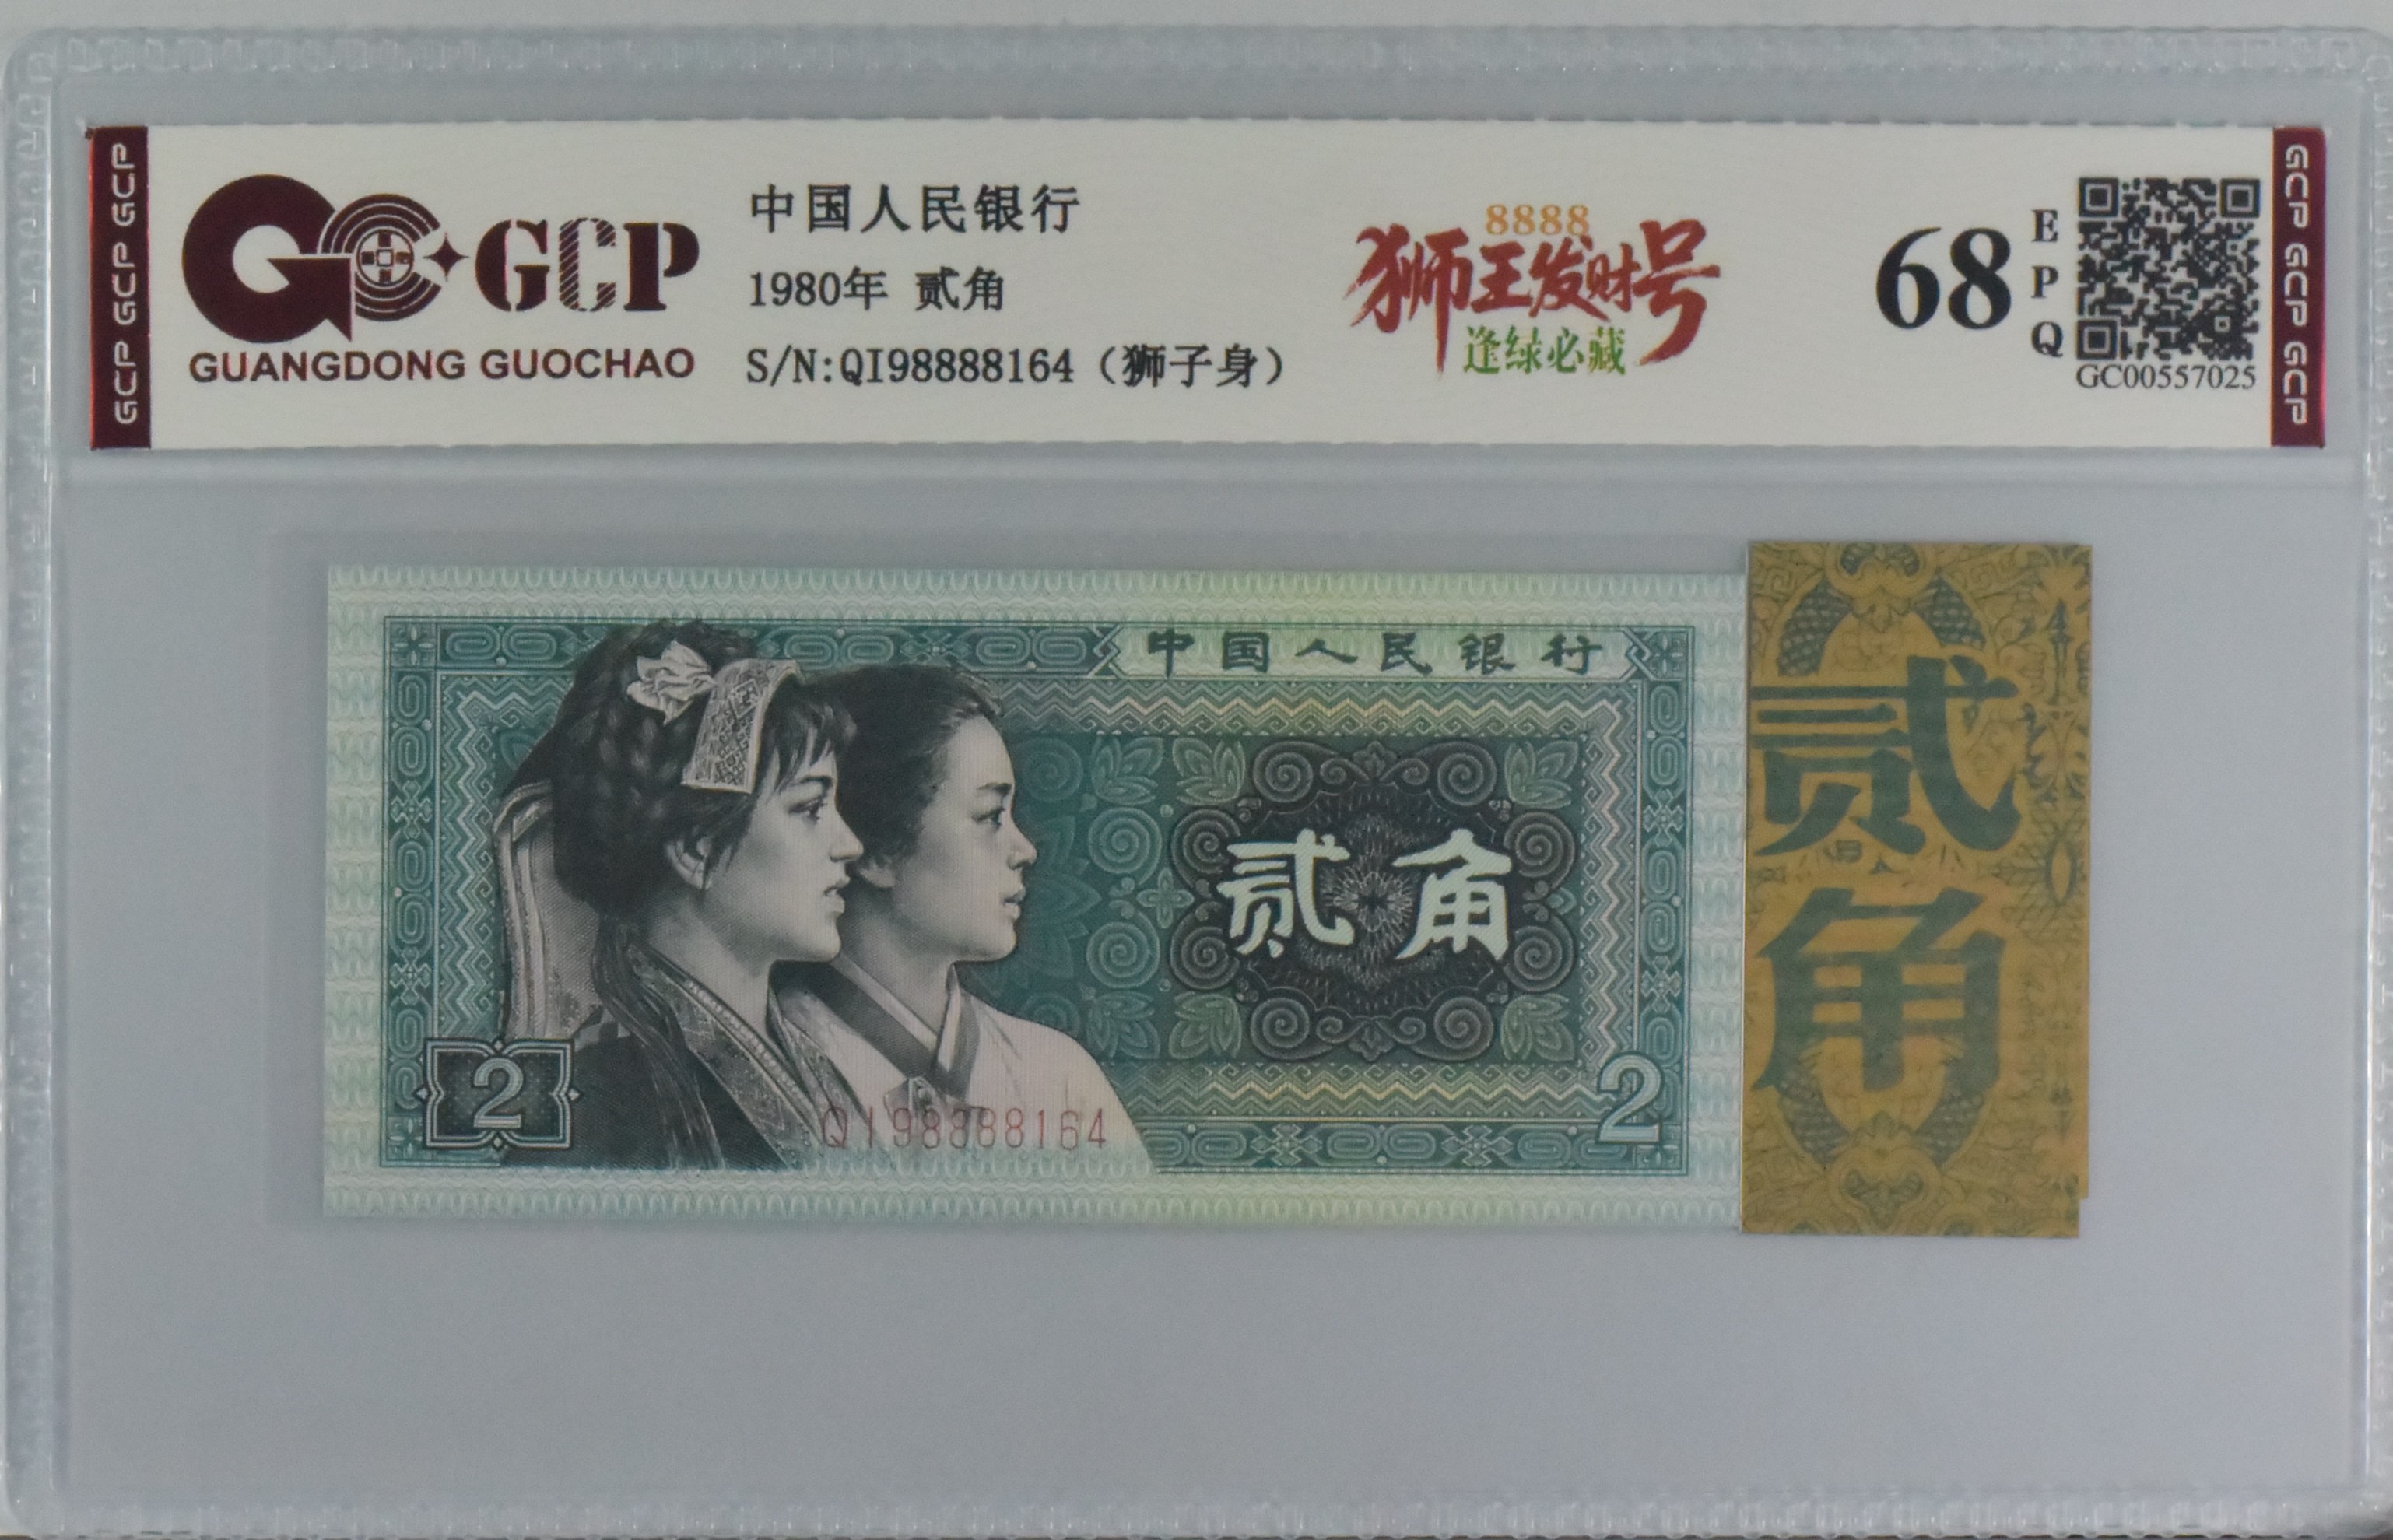 GCP GCP GCP
GCP
GUANGDONG GUOCHAO
中国人民银行
1980年 贰角
S/N:QI98888164（狮子身）
8888
狮王发财号
逢绿必藏
68
E
P
Q
GC00557025
GCP GCP GCP
中国人民银行
贰角
2
QI98888164
2
贰
角